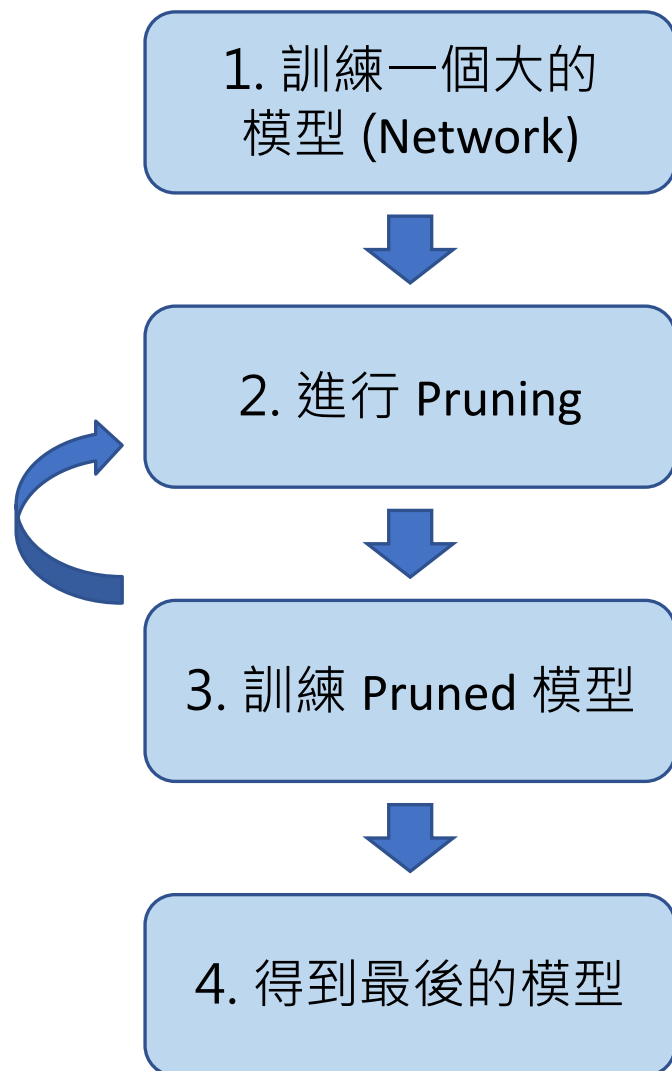 1. 訓練一個大的
模型 (Network)
2. 進行 Pruning
3. 訓練 Pruned 模型
4. 得到最後的模型